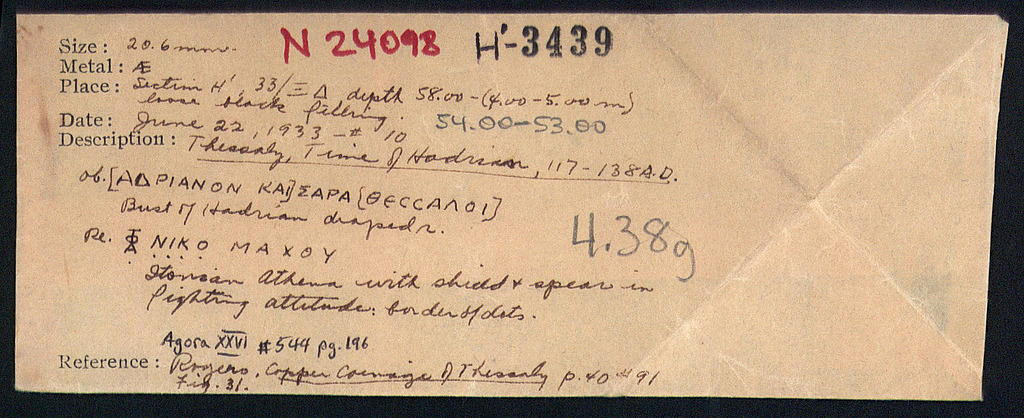 N 24098 H'-3439
Size: 20.6 mm.
Metal: Æ
Place: Section H', 33/Ξ Δ depth 58.00-(4.00-5.00 m)
loose black filling. 54.00-53.00
Date: June 22, 1933 - # 10
Description: Thessaly, Time of Hadrian, 117-138 A.D.
ob. [ΑΔΡΙΑΝΟΝ ΚΑΙ]ΣΑΡΑ [ΘΕCCΑΛΟΙ]
Bust of Hadrian draped r.
4.38g
Re. ΝΙΚΟ ΜΑΧΟΥ
Itonian Athena with shield & spear in
fighting attitude: border of dots.
Agora XXVI #544 pg. 196
Reference: Rogers, Copper Coinage of Thessaly p. 40 #91
Fig. 31.